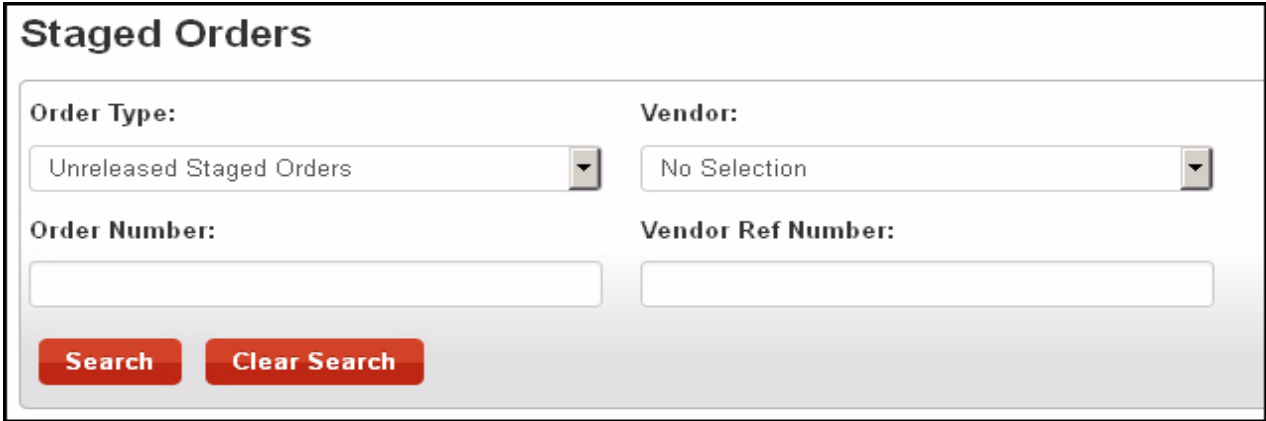 Staged Orders
Order Type:
Vendor:
Unreleased Staged Orders
No Selection
Order Number:
Vendor Ref Number:
Search
Clear Search